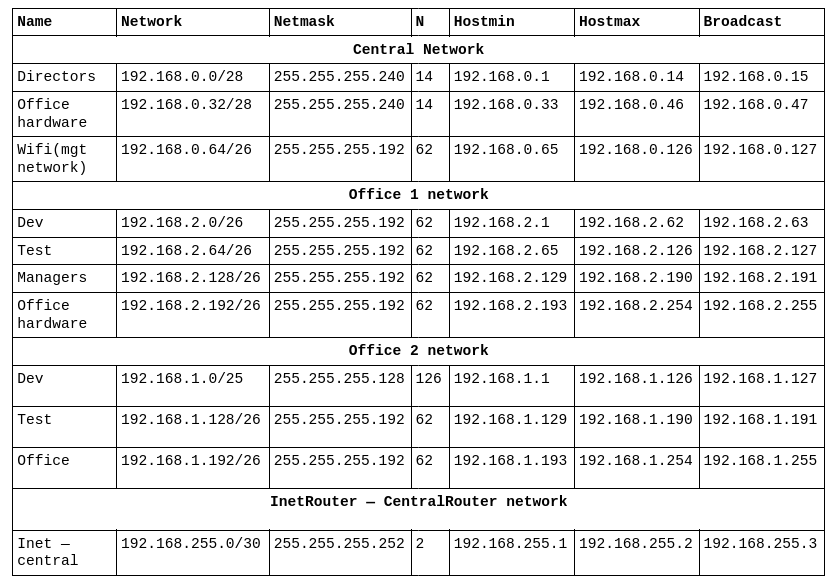 Name Network Netmask N Hostmin Hostmax Broadcast
Central Network
Directors 192.168.0.0/28 255.255.255.240 14 192.168.0.1 192.168.0.14 192.168.0.15
Office 192.168.0.32/28 255.255.255.240 14 192.168.0.33 192.168.0.46 192.168.0.47
hardware
Wifi(mgt 192.168.0.64/26 255.255.255.192 62 192.168.0.65 192.168.0.126 192.168.0.127
network)
Office 1 network
Dev 192.168.2.0/26 255.255.255.192 62 192.168.2.1 192.168.2.62 192.168.2.63
Test 192.168.2.64/26 255.255.255.192 62 192.168.2.65 192.168.2.126 192.168.2.127
Managers 192.168.2.128/26 255.255.255.192 62 192.168.2.129 192.168.2.190 192.168.2.191
Office 192.168.2.192/26 255.255.255.192 62 192.168.2.193 192.168.2.254 192.168.2.255
hardware
Office 2 network
Dev 192.168.1.0/25 255.255.255.128 126 192.168.1.1 192.168.1.126 192.168.1.127
Test 192.168.1.128/26 255.255.255.192 62 192.168.1.129 192.168.1.190 192.168.1.191
Office 192.168.1.192/26 255.255.255.192 62 192.168.1.193 192.168.1.254 192.168.1.255
InetRouter — CentralRouter network
Inet — 192.168.255.0/30 255.255.255.252 2 192.168.255.1 192.168.255.2 192.168.255.3
central